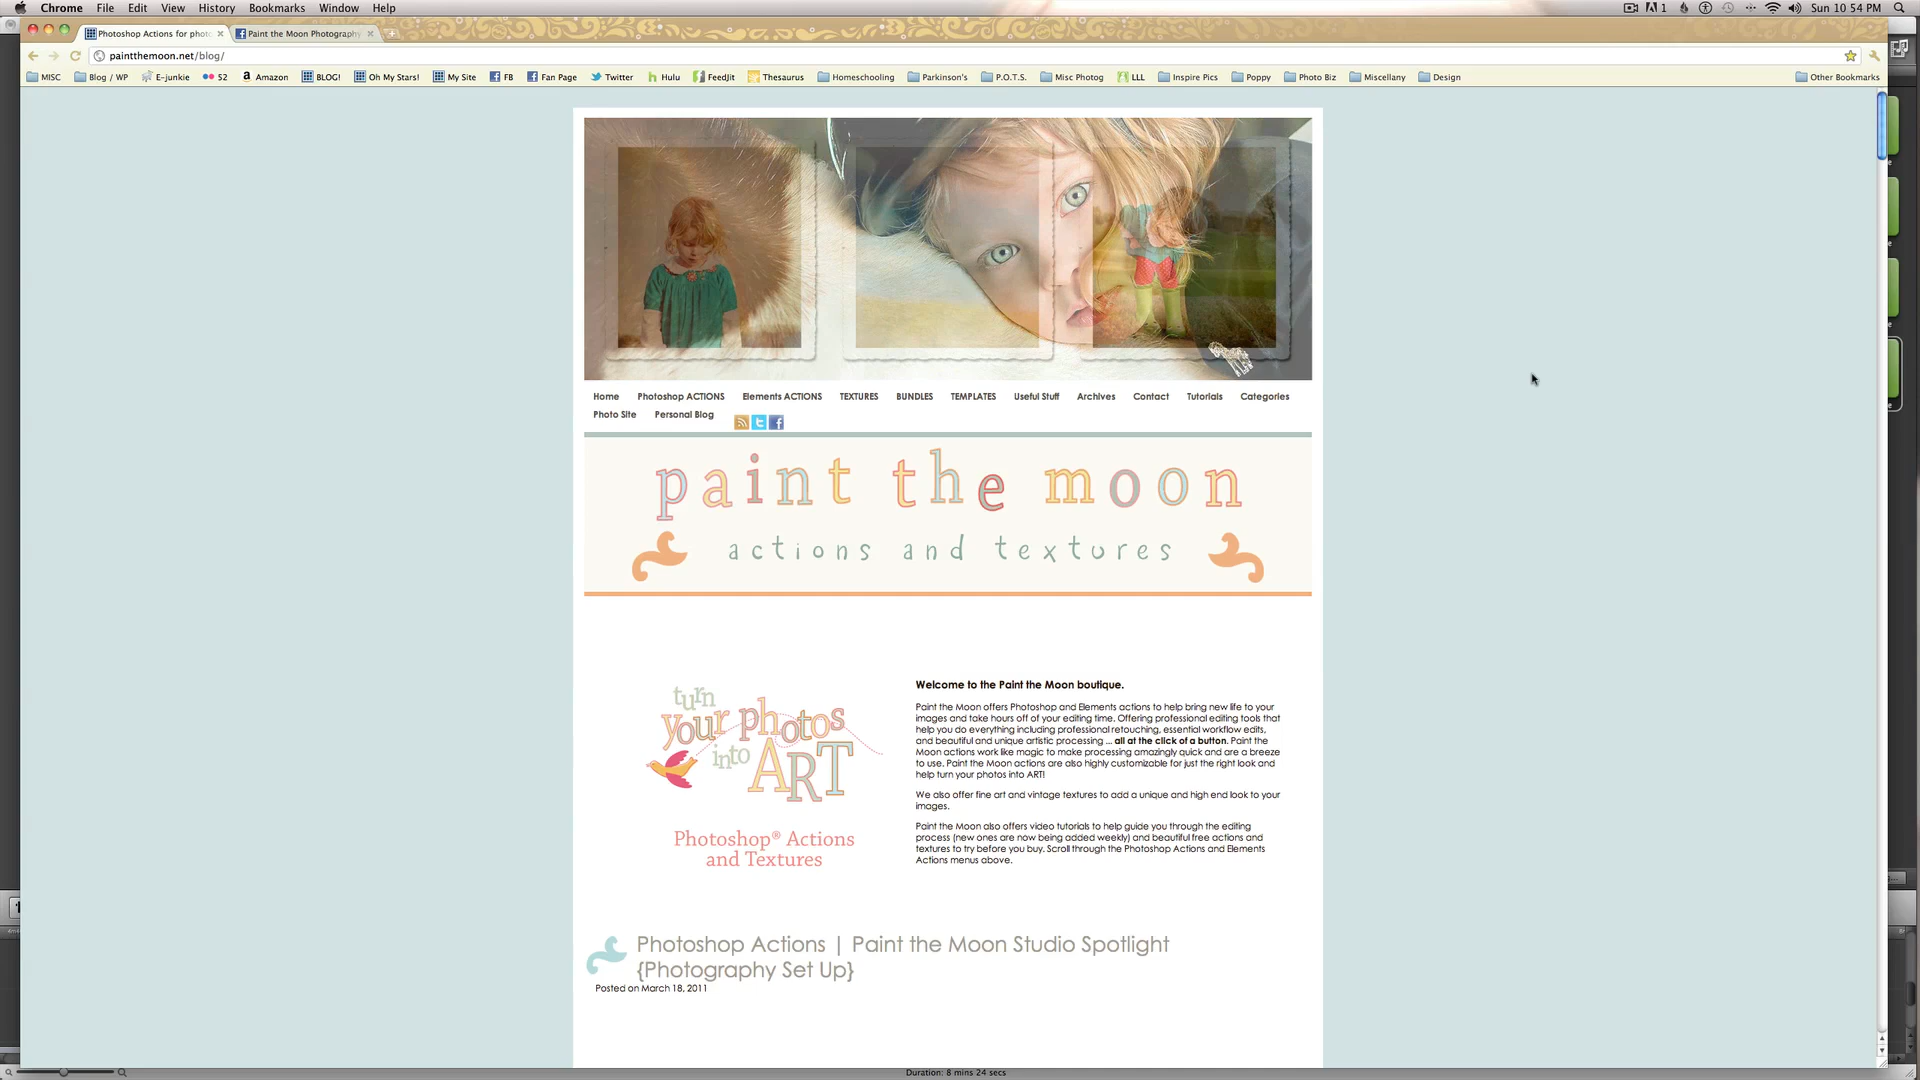 Chrome File Edit View History Bookmarks Window Help
1 Sun 10:54 PM
Photoshop Actions for phot
Paint the Moon Photography
paintthemoon.net/blog/
MISC Blog / WP E-junkie S2 Amazon BLOG! Oh My Stars! My Site FB Fan Page Twitter Hulu FeedJit Thesaurus Homeschooling Parkinson's P.O.T.S. Misc Photog LLL Inspire Pics Poppy Photo Biz Miscellany Design Other Bookmarks
Home Photoshop ACTIONS Elements ACTIONS TEXTURES BUNDLES TEMPLATES Useful Stuff Archives Contact Tutorials Categories
Photo Site Personal Blog
paint the moon
actions and textures
turn
your photos
into ART
Photoshop® Actions
and Textures
Welcome to the Paint the Moon boutique.
Paint the Moon offers Photoshop and Elements actions to help bring new life to your
images and take hours off of your editing time. Offering professional editing tools that
help you do everything including professional retouching, essential workflow edits,
and beautiful and unique artistic processing ... all at the click of a button. Paint the
Moon actions work like magic to make processing amazingly quick and are a breeze
to use. Paint the Moon actions are also highly customizable for just the right look and
help turn your photos into ART!
We also offer fine art and vintage textures to add a unique and high end look to your
images.
Paint the Moon also offers video tutorials to help guide you through the editing
process (new ones are now being added weekly) and beautiful free actions and
textures to try before you buy. Scroll through the Photoshop Actions and Elements
Actions menus above.
Photoshop Actions | Paint the Moon Studio Spotlight
{Photography Set Up}
Posted on March 18, 2011
Duration: 8 mins 24 secs